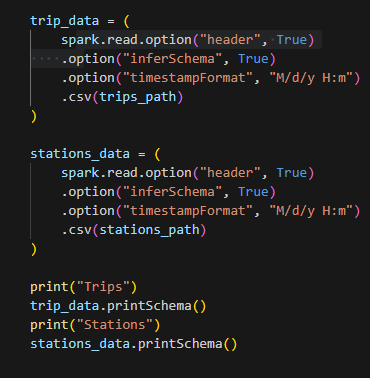 trip_data = (
    spark.read.option("header", True)
    .option("inferSchema", True)
    .option("timestampFormat", "M/d/y H:m")
    .csv(trips_path)
)
stations_data = (
    spark.read.option("header", True)
    .option("inferSchema", True)
    .option("timestampFormat", "M/d/y H:m")
    .csv(stations_path)
)
print("Trips")
trip_data.printSchema()
print("Stations")
stations_data.printSchema()